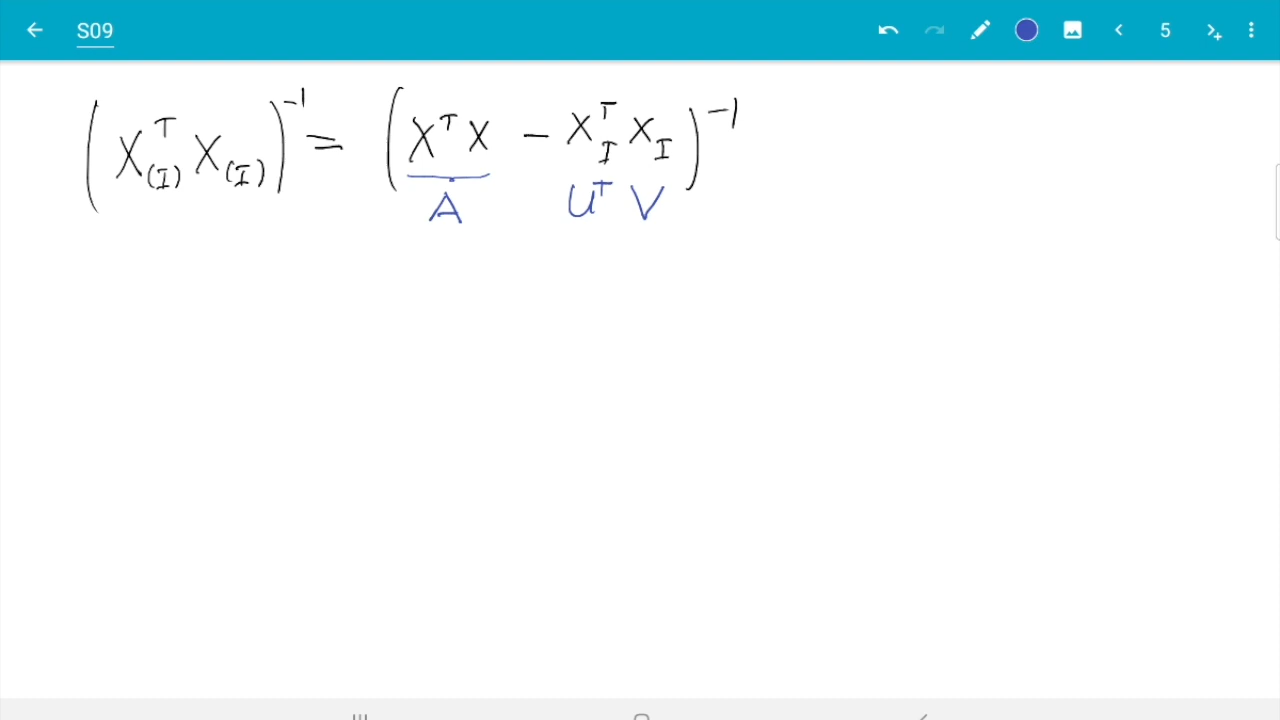 S09 5
(X_{(I)}^T X_{(I)})^{-1} = (X^T X - X_I^T X_I)^{-1}
A U^T V